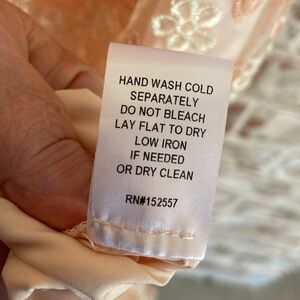 HAND WASH COLD
SEPARATELY
DO NOT BLEACH
LAY FLAT TO DRY
LOW IRON
IF NEEDED
OR DRY CLEAN
RN#152557